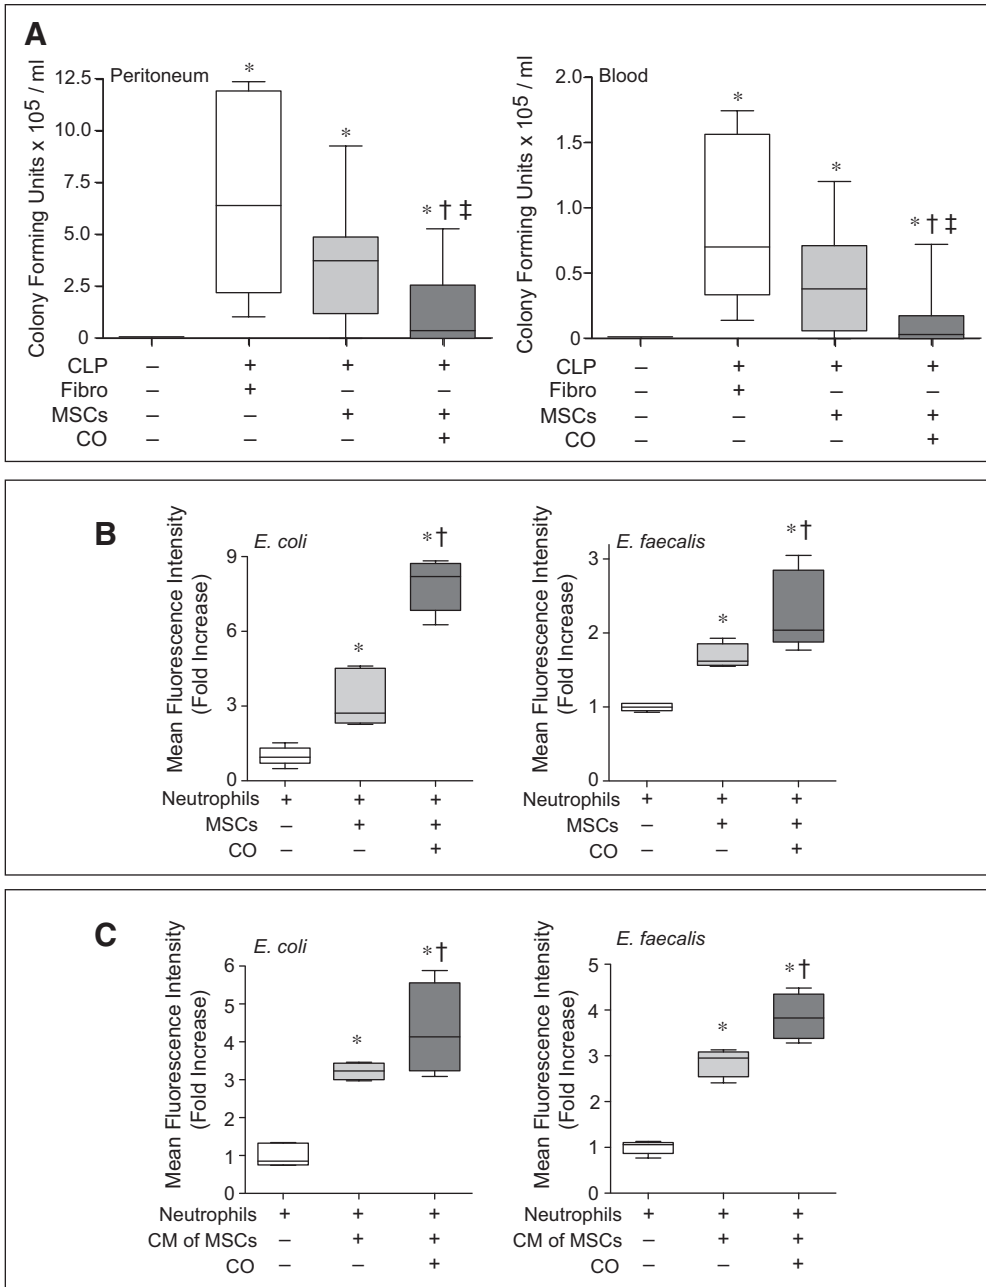 A
Colony Forming Units x 10⁵ / ml
Peritoneum
12.5
10.0
7.5
5.0
2.5
0
*
*
* † ‡
CLP – + + +
Fibro – + – –
MSCs – – + +
CO – – – +
Colony Forming Units x 10⁵ / ml
Blood
2.0
1.5
1.0
0.5
0
*
*
* † ‡
– + + +
– + – –
– – + +
– – – +
B
Mean Fluorescence Intensity
(Fold Increase)
E. coli
9
6
3
0
*
*†
Neutrophils + + +
MSCs – + +
CO – – +
Mean Fluorescence Intensity
(Fold Increase)
E. faecalis
3
2
1
0
*
*†
Neutrophils + + +
MSCs – + +
CO – – +
C
Mean Fluorescence Intensity
(Fold Increase)
E. coli
6
5
4
3
2
1
0
*
*†
Neutrophils + + +
CM of MSCs – + +
CO – – +
Mean Fluorescence Intensity
(Fold Increase)
E. faecalis
5
4
3
2
1
0
*
*†
Neutrophils + + +
CM of MSCs – + +
CO – – +